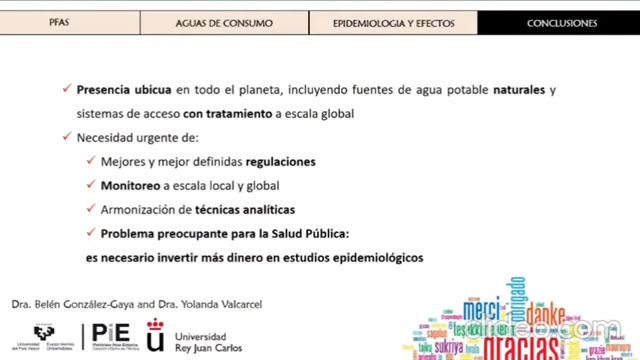 PFAS
AGUAS DE CONSUMO
EPIDEMIOLOGIA Y EFECTOS
CONCLUSIONES
Presencia ubicua en todo el planeta, incluyendo fuentes de agua potable naturales y
sistemas de acceso con tratamiento a escala global
Necesidad urgente de:
Mejores y mejor definidas regulaciones
Monitoreo a escala local y global
Armonización de técnicas analíticas
Problema preocupante para la Salud Pública:
es necesario invertir más dinero en estudios epidemiológicos
Dra. Belén González-Gaya and Dra. Yolanda Valcarcel
PiE
Universidad
Rey Juan Carlos
merci
danke
obrigado
sukriya
gracias